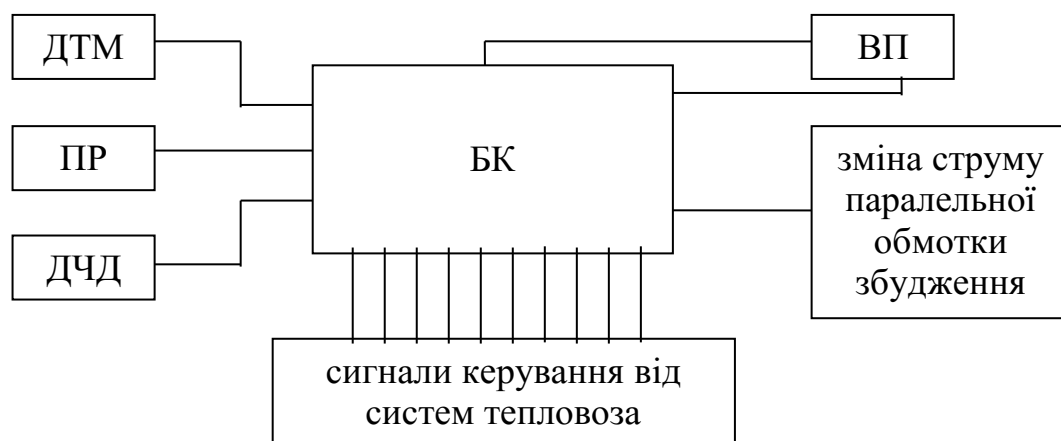 ДТМ
ВП
ПР
БК
зміна струму
паралельної
обмотки
збудження
ДЧД
сигнали керування від
систем тепловоза